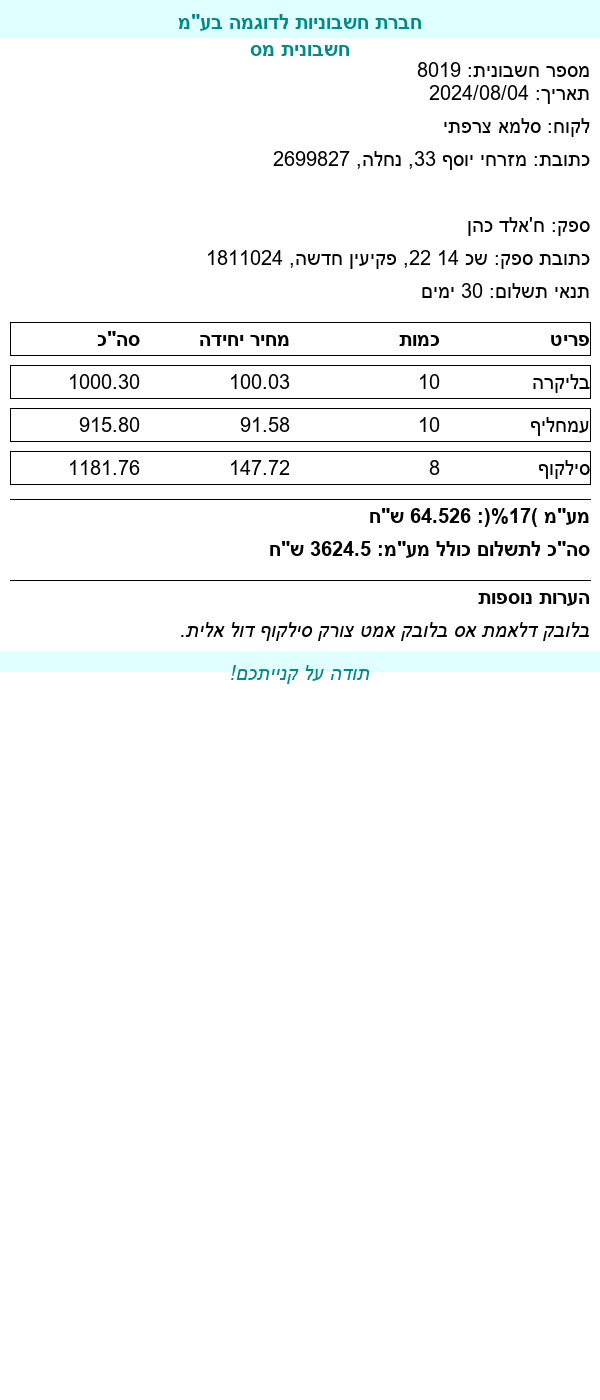 חברת חשבוניות לדוגמה בע"מ
חשבונית מס
מספר חשבונית: 8019
תאריך: 2024/08/04
לקוח: סלמא צרפתי
כתובת: מזרחי יוסף 33, נחלה, 2699827
ספק: ח'אלד כהן
כתובת ספק: שכ 14 22, פקיעין חדשה, 1811024
תנאי תשלום: 30 ימים
פריט כמות מחיר יחידה סה"כ
בליקרה 10 100.03 1000.30
עמחליף 10 91.58 915.80
סילקוף 8 147.72 1181.76
מע"מ )17%(: 64.526 ש"ח
סה"כ לתשלום כולל מע"מ: 3624.5 ש"ח
הערות נוספות
בלובק דלאמת אס בלובק אמט צורק סילקוף דול אלית.
תודה על קנייתכם!